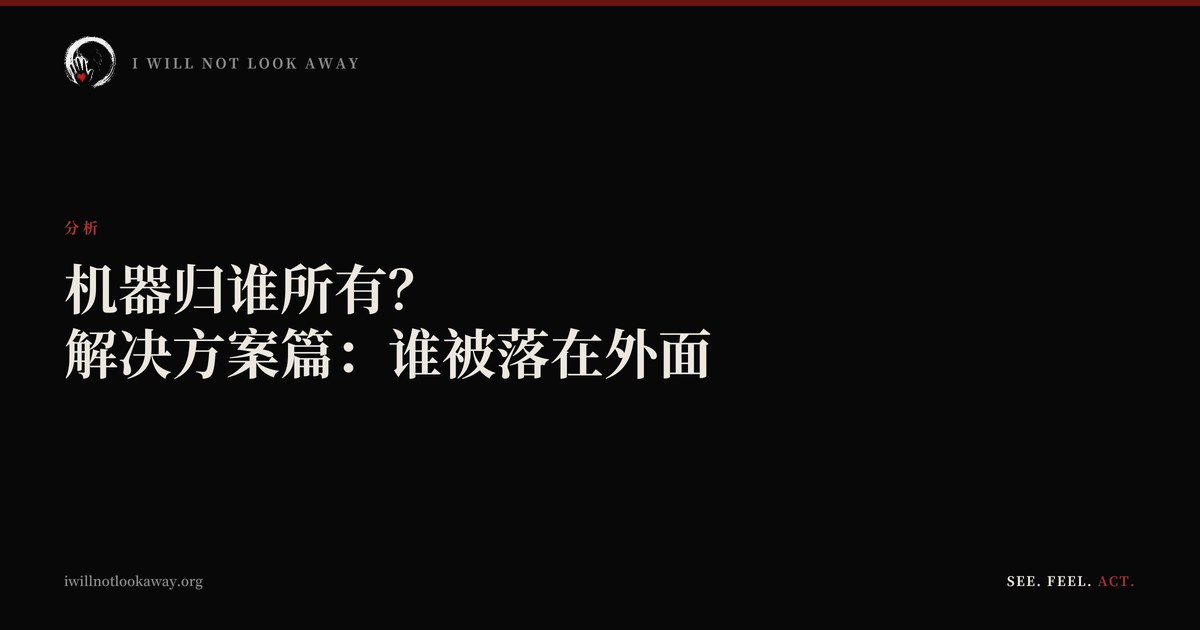 I WILL NOT LOOK AWAY
分析
机器归谁所有？
解决方案篇：谁被落在外面
iwillnotlookaway.org
SEE. FEEL. ACT.